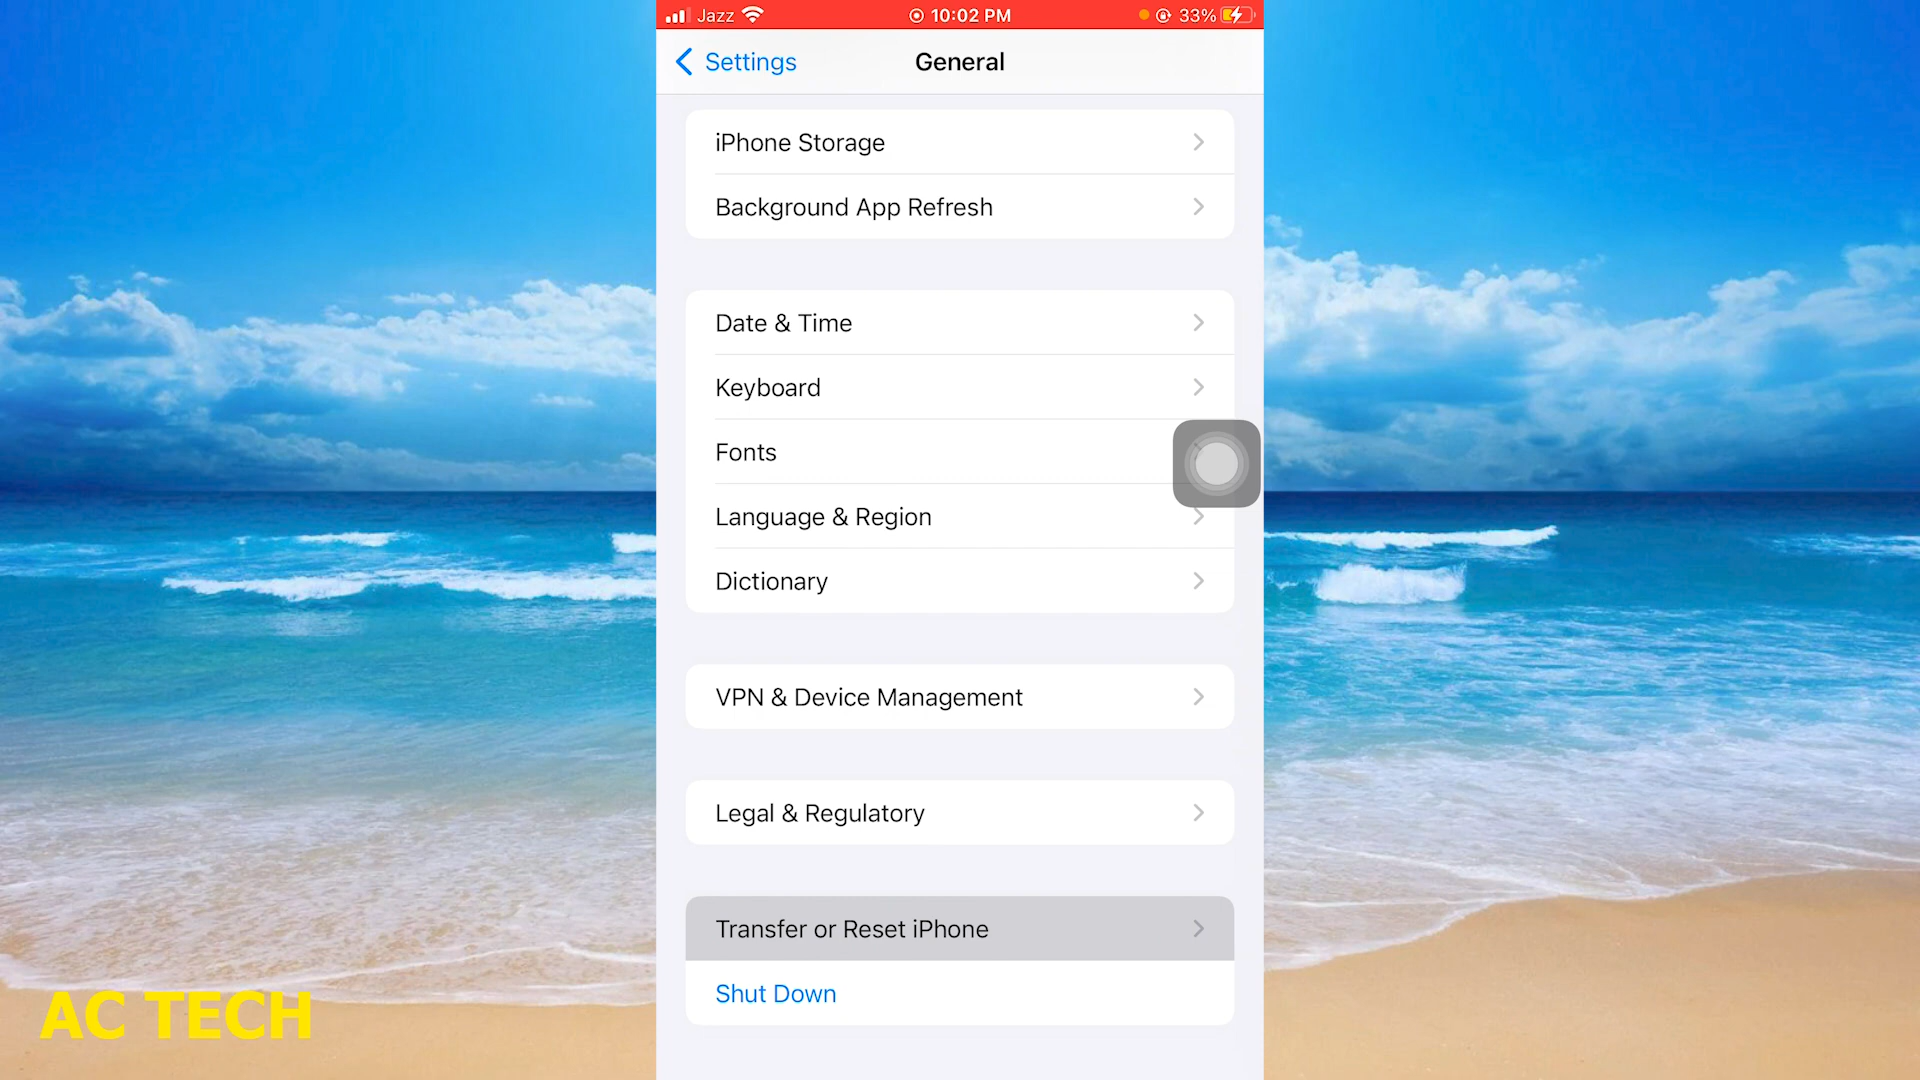 Jazz 10:02 PM 33%
Settings General
iPhone Storage
Background App Refresh
Date & Time
Keyboard
Fonts
Language & Region
Dictionary
VPN & Device Management
Legal & Regulatory
Transfer or Reset iPhone
Shut Down
AC TECH